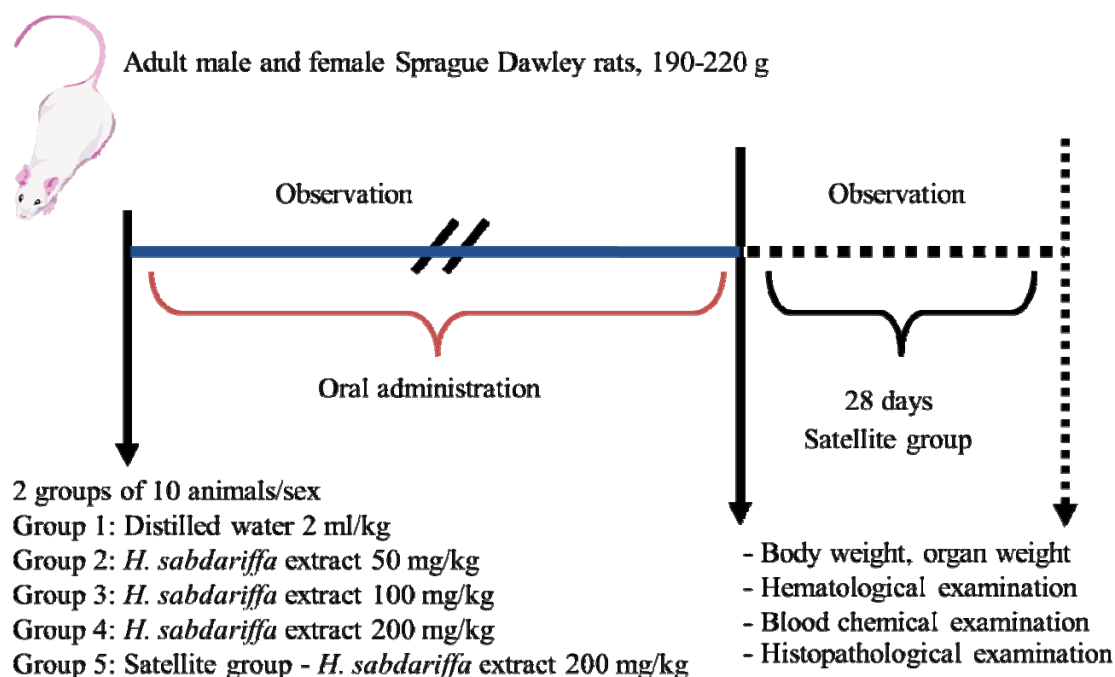 Adult male and female Sprague Dawley rats, 190-220 g
Observation
Observation
Oral administration
28 days
Satellite group
2 groups of 10 animals/sex
Group 1: Distilled water 2 ml/kg
Group 2: H. sabdariffa extract 50 mg/kg
Group 3: H. sabdariffa extract 100 mg/kg
Group 4: H. sabdariffa extract 200 mg/kg
Group 5: Satellite group - H. sabdariffa extract 200 mg/kg
- Body weight, organ weight
- Hematological examination
- Blood chemical examination
- Histopathological examination